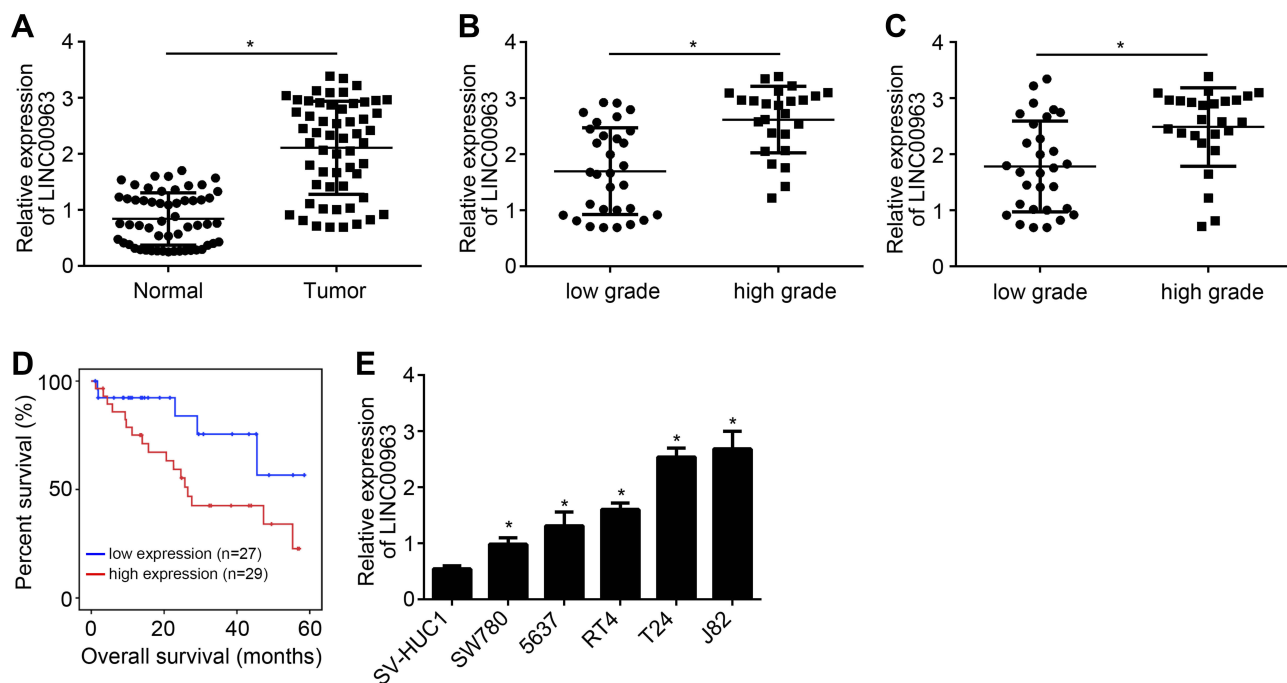 A
Relative expression
of LINC00963
4
3
2
1
0
*
Normal
Tumor
B
Relative expression
of LINC00963
4
3
2
1
0
*
low grade
high grade
C
Relative expression
of LINC00963
4
3
2
1
0
*
low grade
high grade
D
Percent survival (%)
100
50
0
low expression (n=27)
high expression (n=29)
0
20
40
60
Overall survival (months)
E
Relative expression
of LINC00963
4
3
2
1
0
*
*
*
*
*
SV-HUC1
SW780
5637
RT4
T24
J82